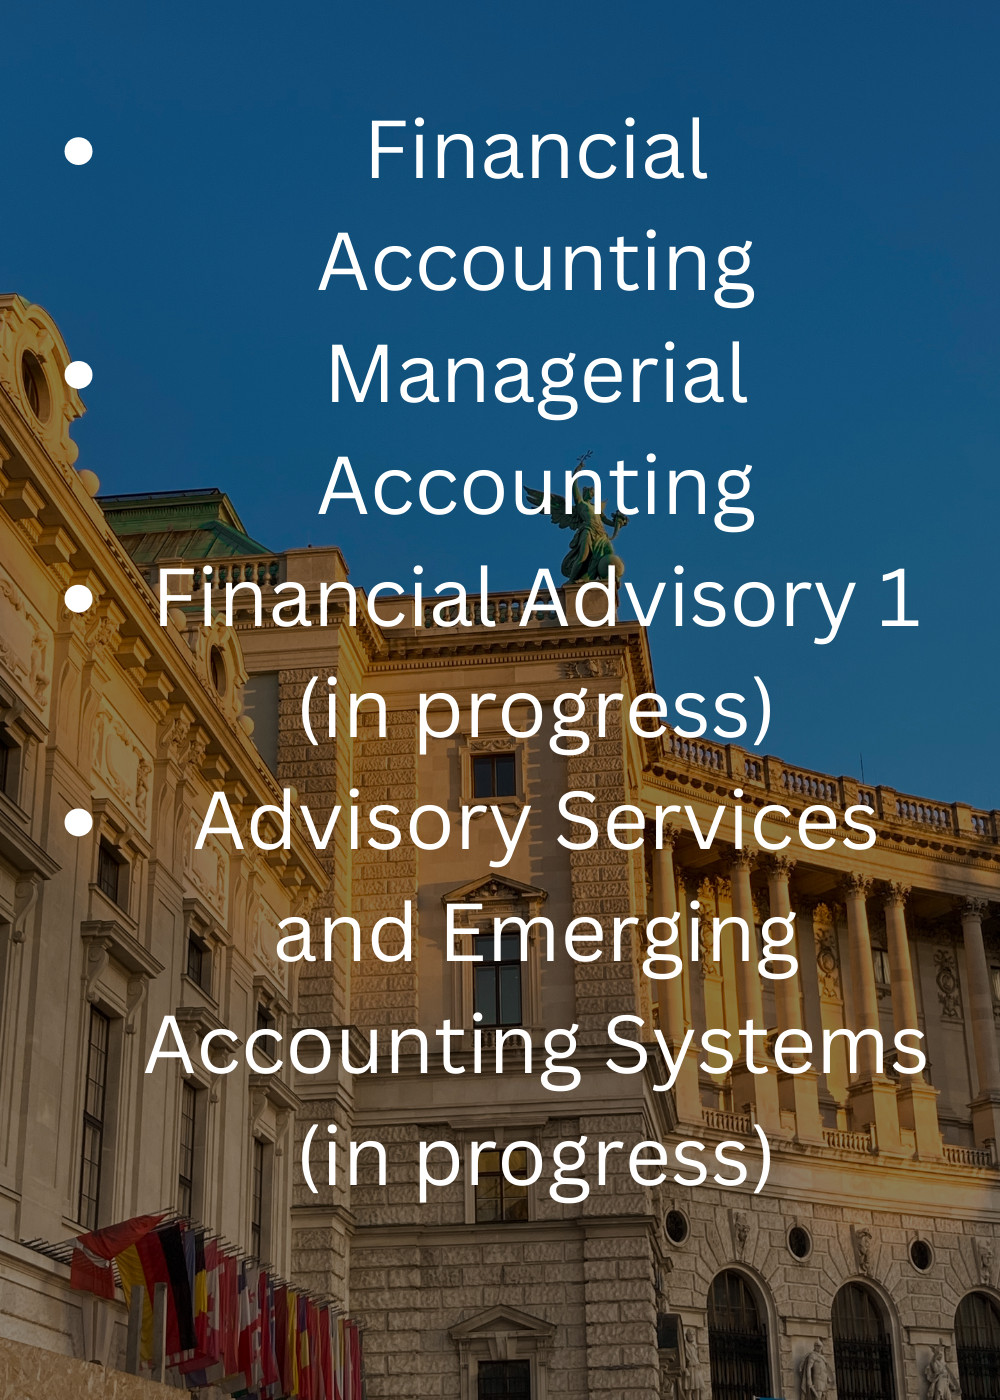 • Financial
Accounting
• Managerial
Accounting
• Financial Advisory 1
(in progress)
• Advisory Services
and Emerging
Accounting Systems
(in progress)